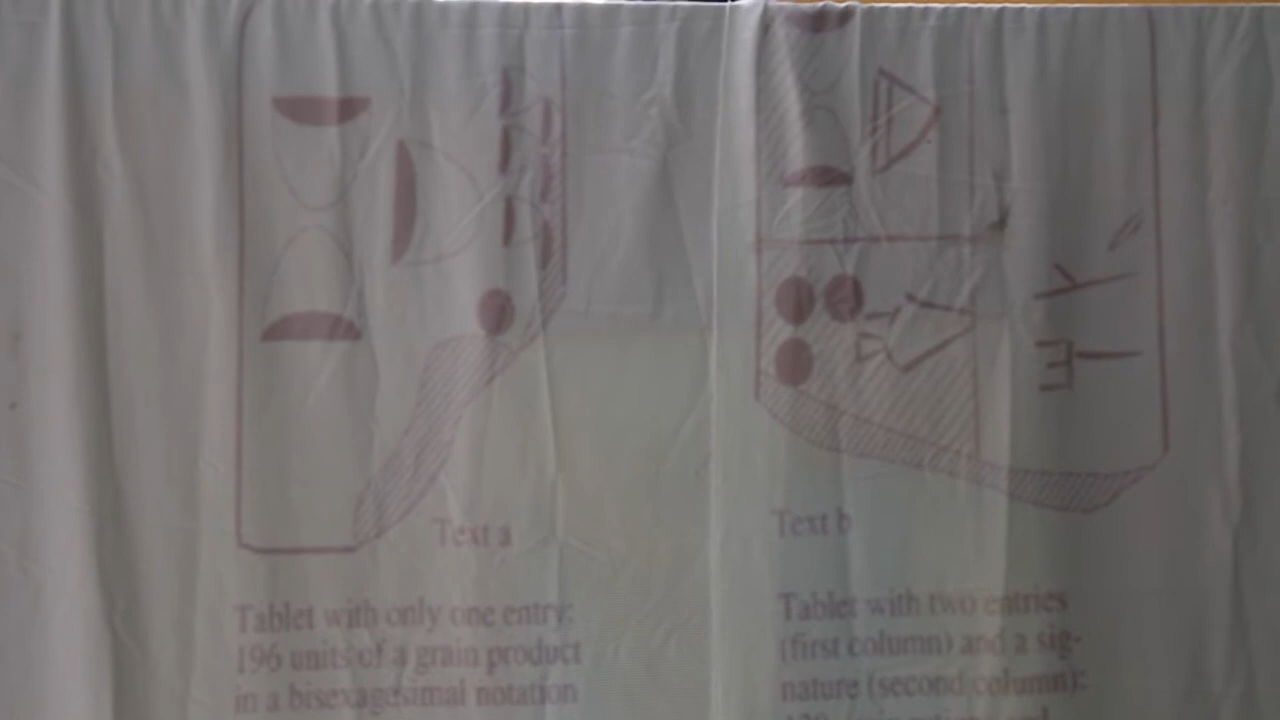 Text a
Tablet with only one entry:
196 units of a grain product
in a bisexagesimal notation
Text b
Tablet with two entries
(first column) and a sig-
nature (second column):